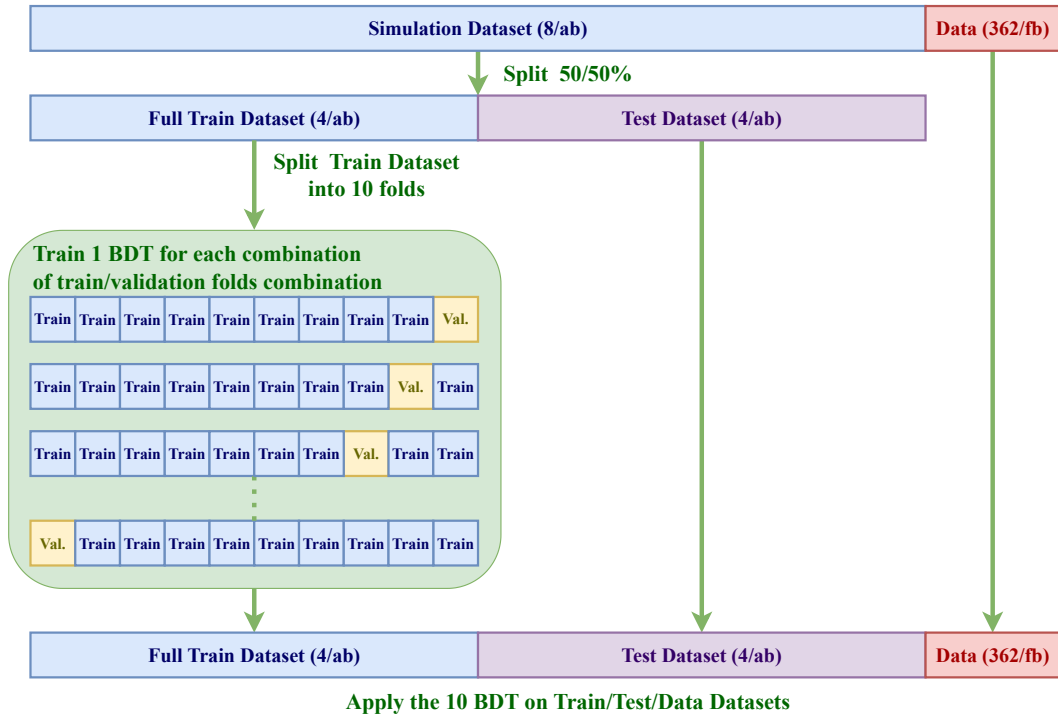 Simulation Dataset (8/ab) Data (362/fb)
Split 50/50%
Full Train Dataset (4/ab) Test Dataset (4/ab)
Split Train Dataset
into 10 folds
Train 1 BDT for each combination
of train/validation folds combination
Train Train Train Train Train Train Train Train Train Val.
Train Train Train Train Train Train Train Train Val. Train
Train Train Train Train Train Train Train Val. Train Train
Val. Train Train Train Train Train Train Train Train Train
Full Train Dataset (4/ab) Test Dataset (4/ab) Data (362/fb)
Apply the 10 BDT on Train/Test/Data Datasets